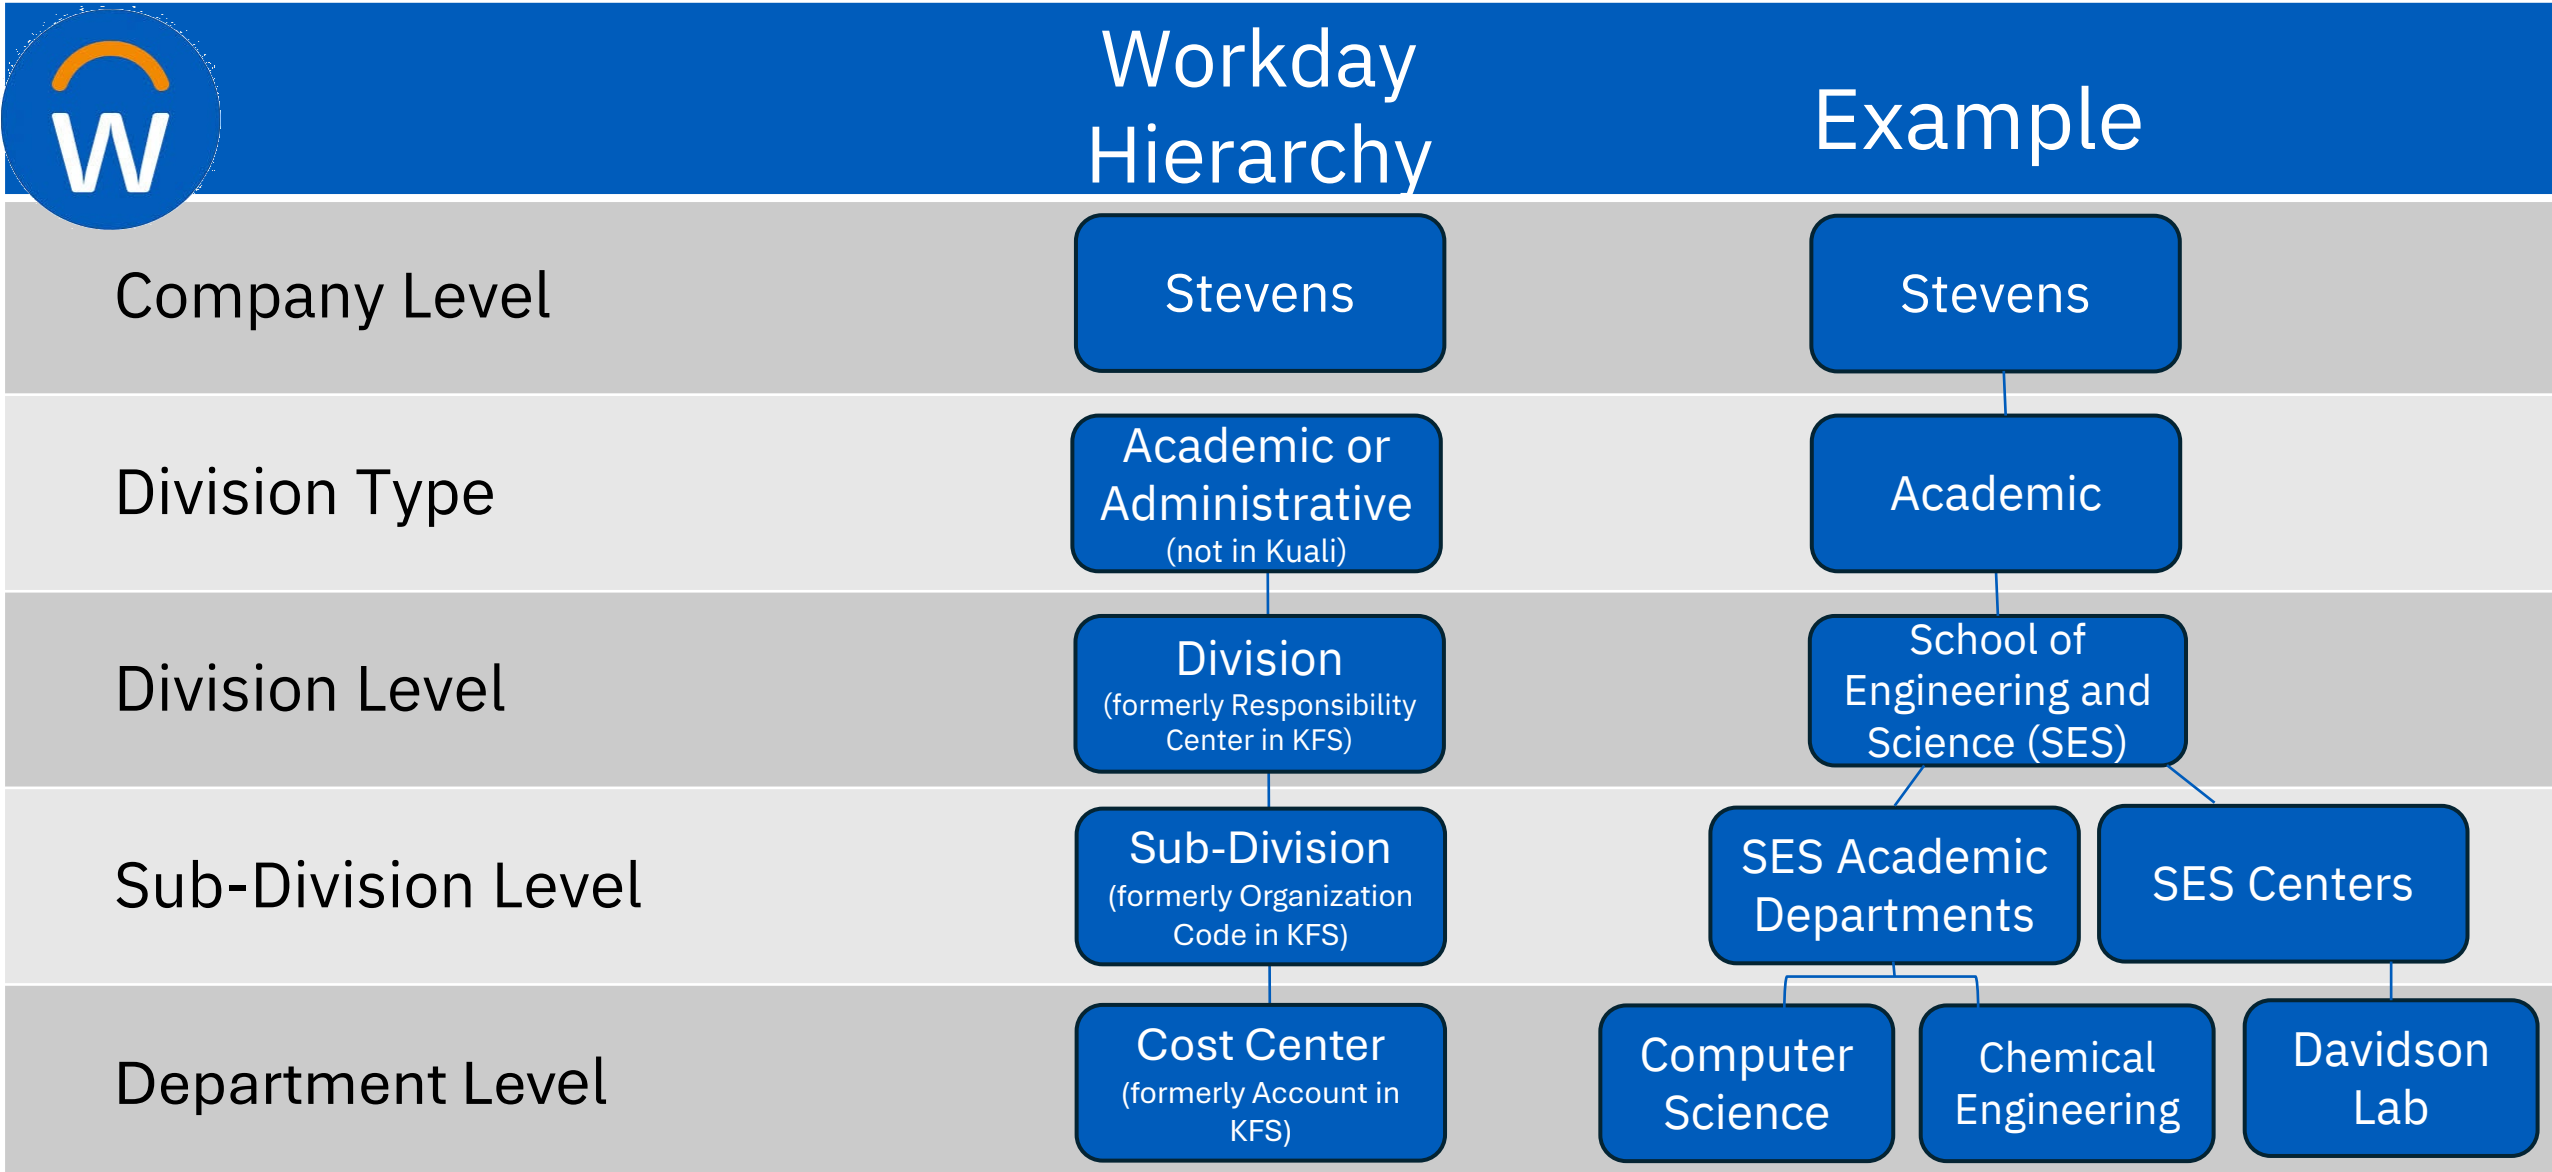 W
Workday
Hierarchy
Example
Company Level
Stevens
Stevens
Division Type
Academic or
Administrative
(not in Kuali)
Academic
Division Level
Division
(formerly Responsibility
Center in KFS)
School of
Engineering and
Science (SES)
Sub-Division Level
Sub-Division
(formerly Organization
Code in KFS)
SES Academic
Departments
SES Centers
Department Level
Cost Center
(formerly Account in
KFS)
Computer
Science
Chemical
Engineering
Davidson
Lab